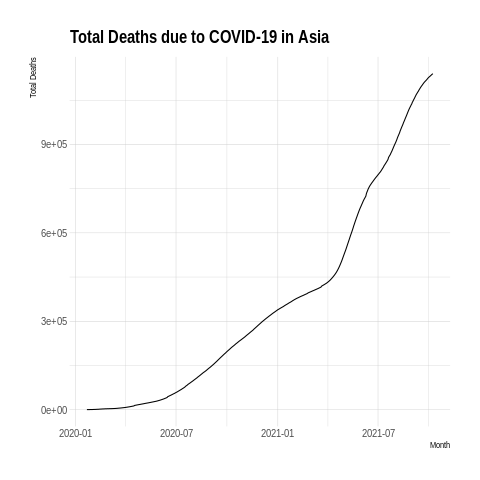 Total Deaths due to COVID-19 in Asia
Total Deaths
9e+05
6e+05
3e+05
0e+00
2020-01 2020-07 2021-01 2021-07
Month